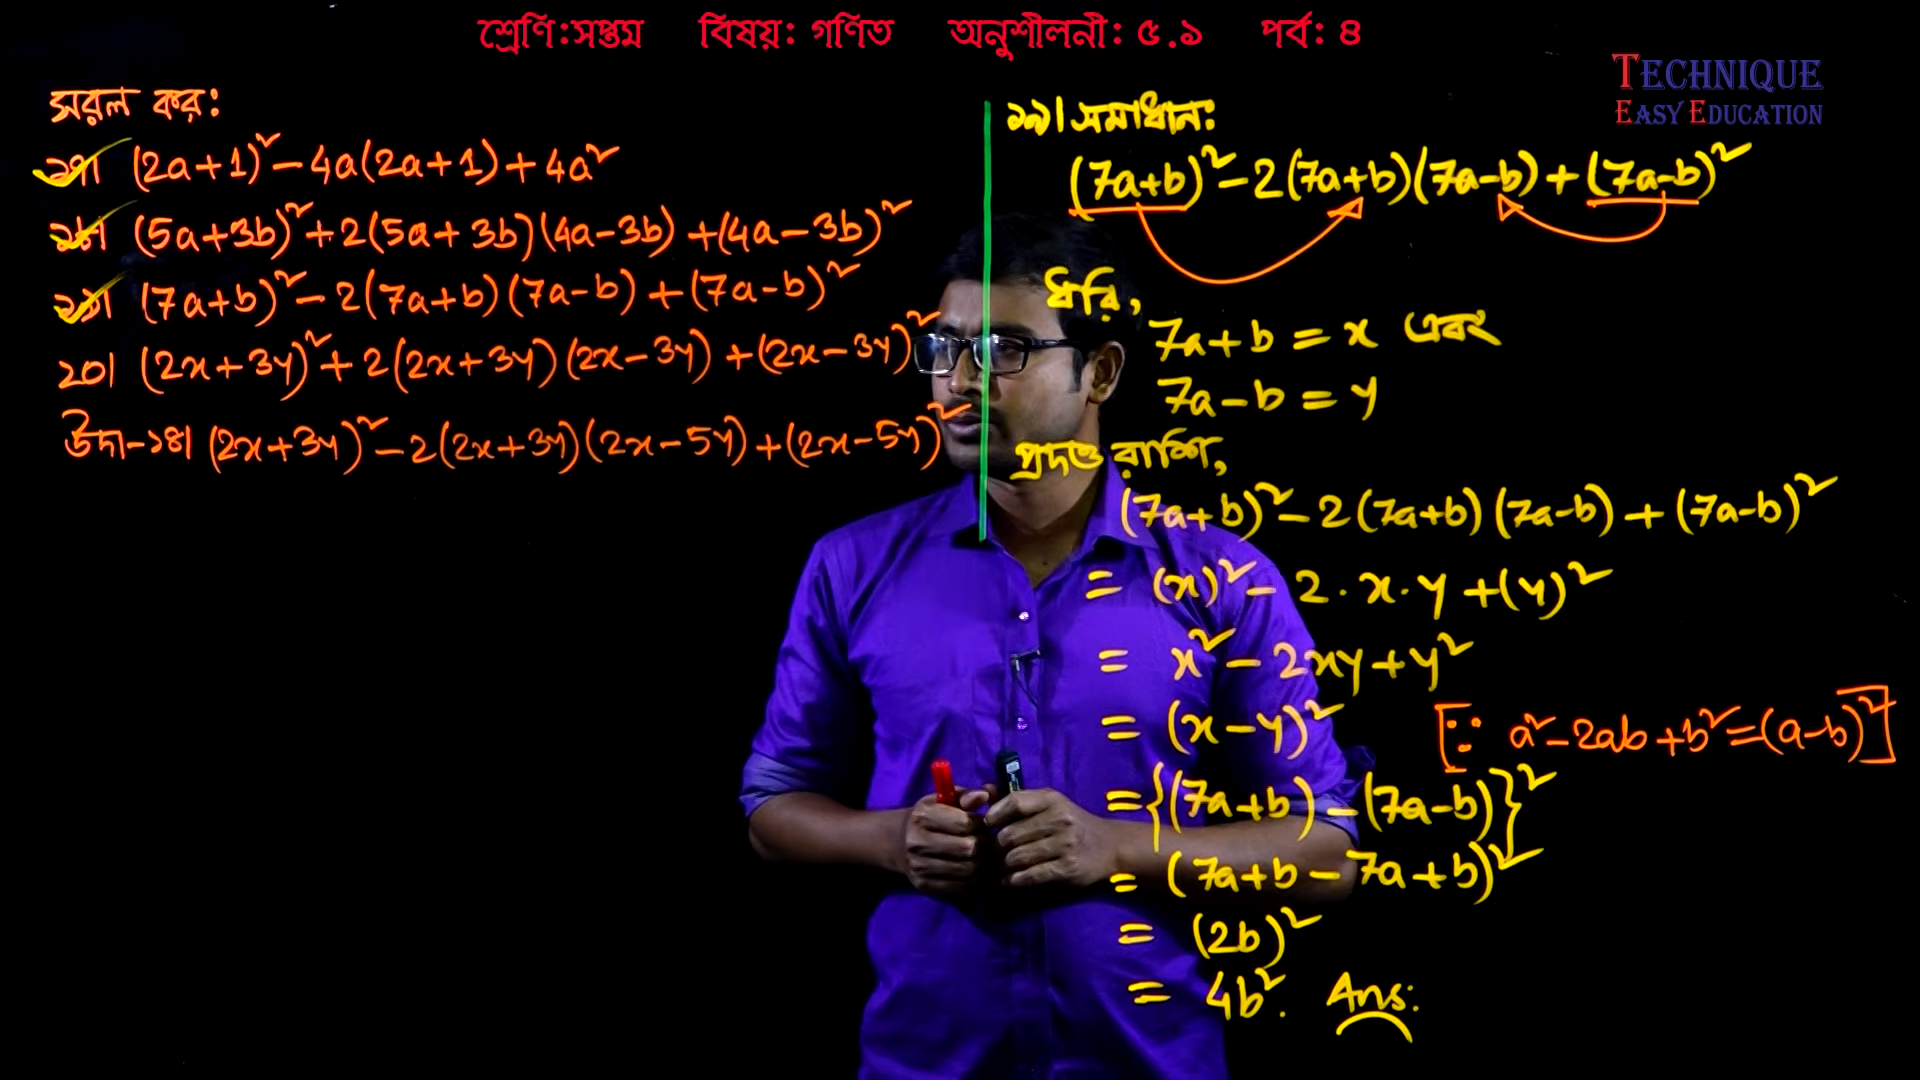 শ্রেণি:সপ্তম বিষয়: গণিত অনুশীলনী: ৫.১ পর্ব: ৪
TECHNIQUE
EASY EDUCATION
সরল কর:
১৭। (2a+1)² - 4a(2a+1) + 4a²
১৮। (5a+3b)² + 2(5a+3b)(4a-3b) + (4a-3b)²
১৯। (7a+b)² - 2(7a+b)(7a-b) + (7a-b)²
২০। (2x+3y)² + 2(2x+3y)(2x-3y) + (2x-3y)²
উদা-১৪। (2x+3y)² - 2(2x+3y)(2x-5y) + (2x-5y)²
১৯। সমাধান:
(7a+b)² - 2(7a+b)(7a-b) + (7a-b)²
ধরি,
7a+b = x এবং
7a-b = y
প্রদত্ত রাশি,
(7a+b)² - 2(7a+b)(7a-b) + (7a-b)²
= (x)² - 2·x·y + (y)²
= x² - 2xy + y²
= (x-y)² [∵ a²-2ab+b²=(a-b)²]
= {(7a+b) - (7a-b)}²
= (7a+b - 7a+b)²
= (2b)²
= 4b². Ans: